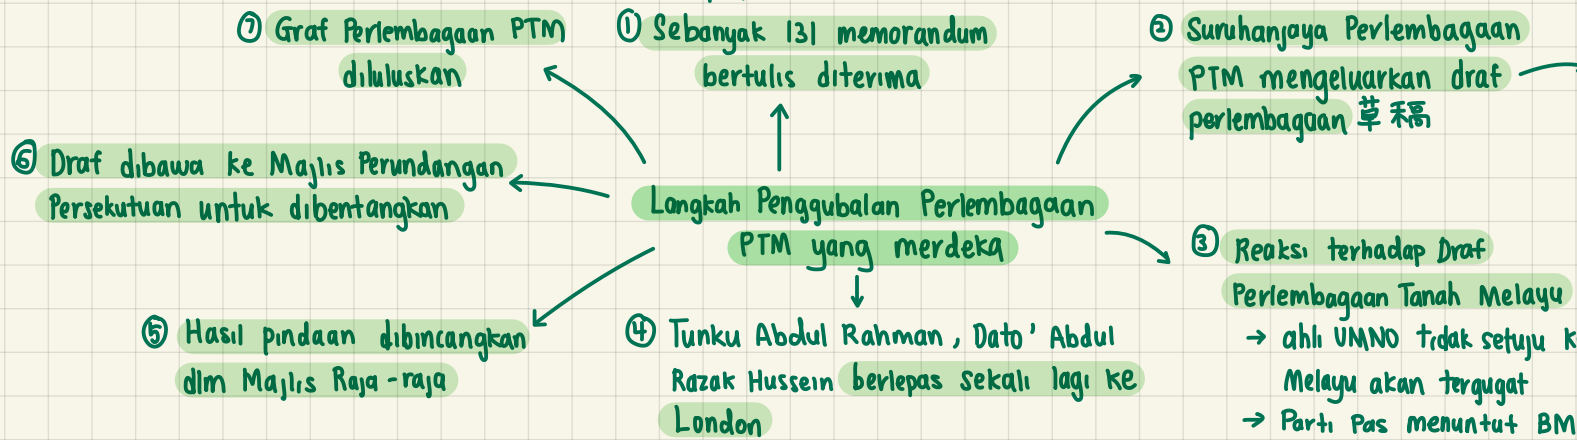 ⑦ Graf Perlembagaan PTM
diluluskan
① Sebanyak 131 memorandum
bertulis diterima
② Suruhanjaya Perlembagaan
PTM mengeluarkan draf
perlembagaan 草稿
⑥ Draf dibawa ke Majlis Perundangan
Persekutuan untuk dibentangkan
Langkah Penggubalan Perlembagaan
PTM yang merdeka
③ Reaksi terhadap Draf
Perlembagaan Tanah Melayu
→ ahli UMNO tidak setuju k
Melayu akan tergugat
→ Parti Pas menuntut BM
⑤ Hasil pindaan dibincangkan
dlm Majlis Raja-raja
④ Tunku Abdul Rahman, Dato' Abdul
Razak Hussein berlepas sekali lagi ke
London